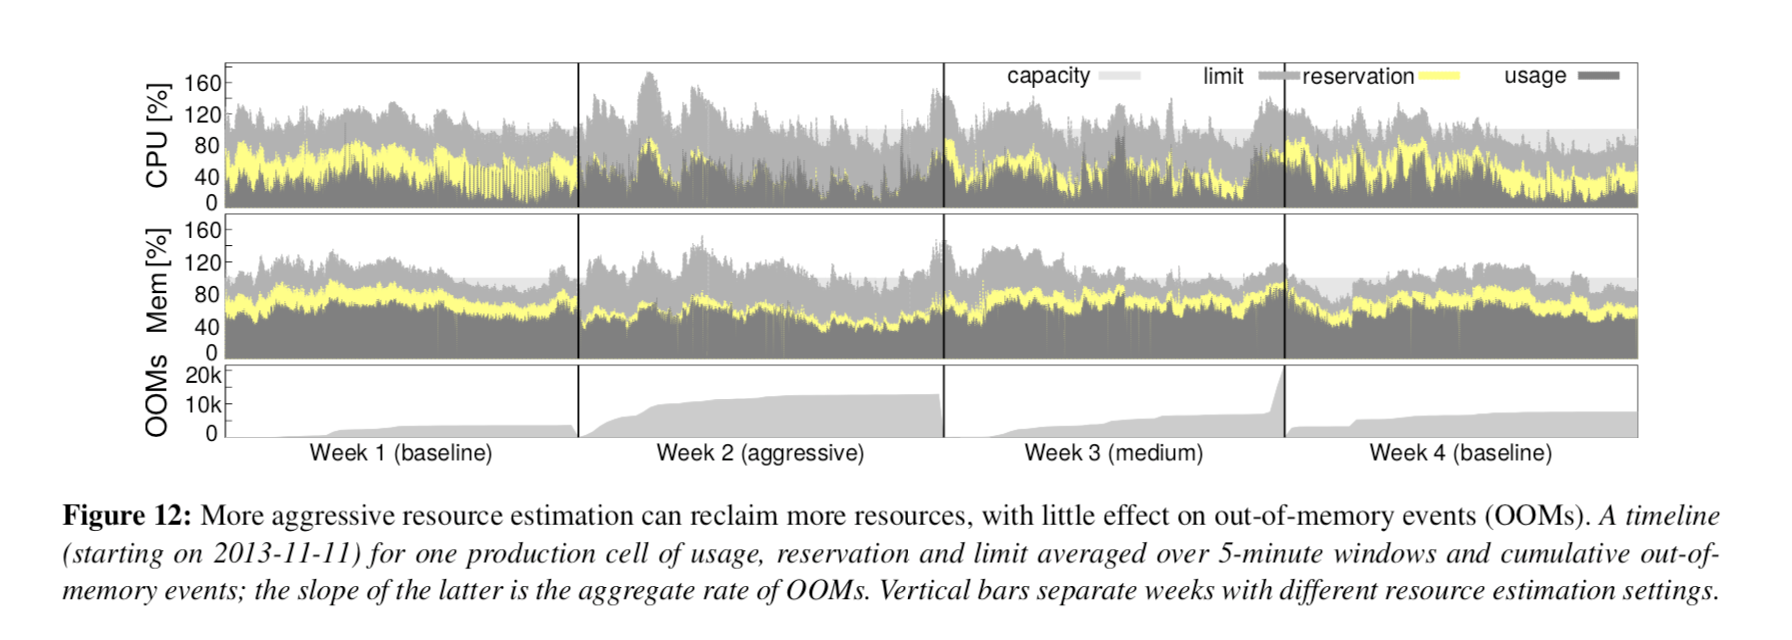 capacity limit reservation usage
CPU [%]
160
120
80
40
0
Mem [%]
160
120
80
40
0
OOMs
20k
10k
0
Week 1 (baseline) Week 2 (aggressive) Week 3 (medium) Week 4 (baseline)
Figure 12: More aggressive resource estimation can reclaim more resources, with little effect on out-of-memory events (OOMs). A timeline
(starting on 2013-11-11) for one production cell of usage, reservation and limit averaged over 5-minute windows and cumulative out-of-
memory events; the slope of the latter is the aggregate rate of OOMs. Vertical bars separate weeks with different resource estimation settings.